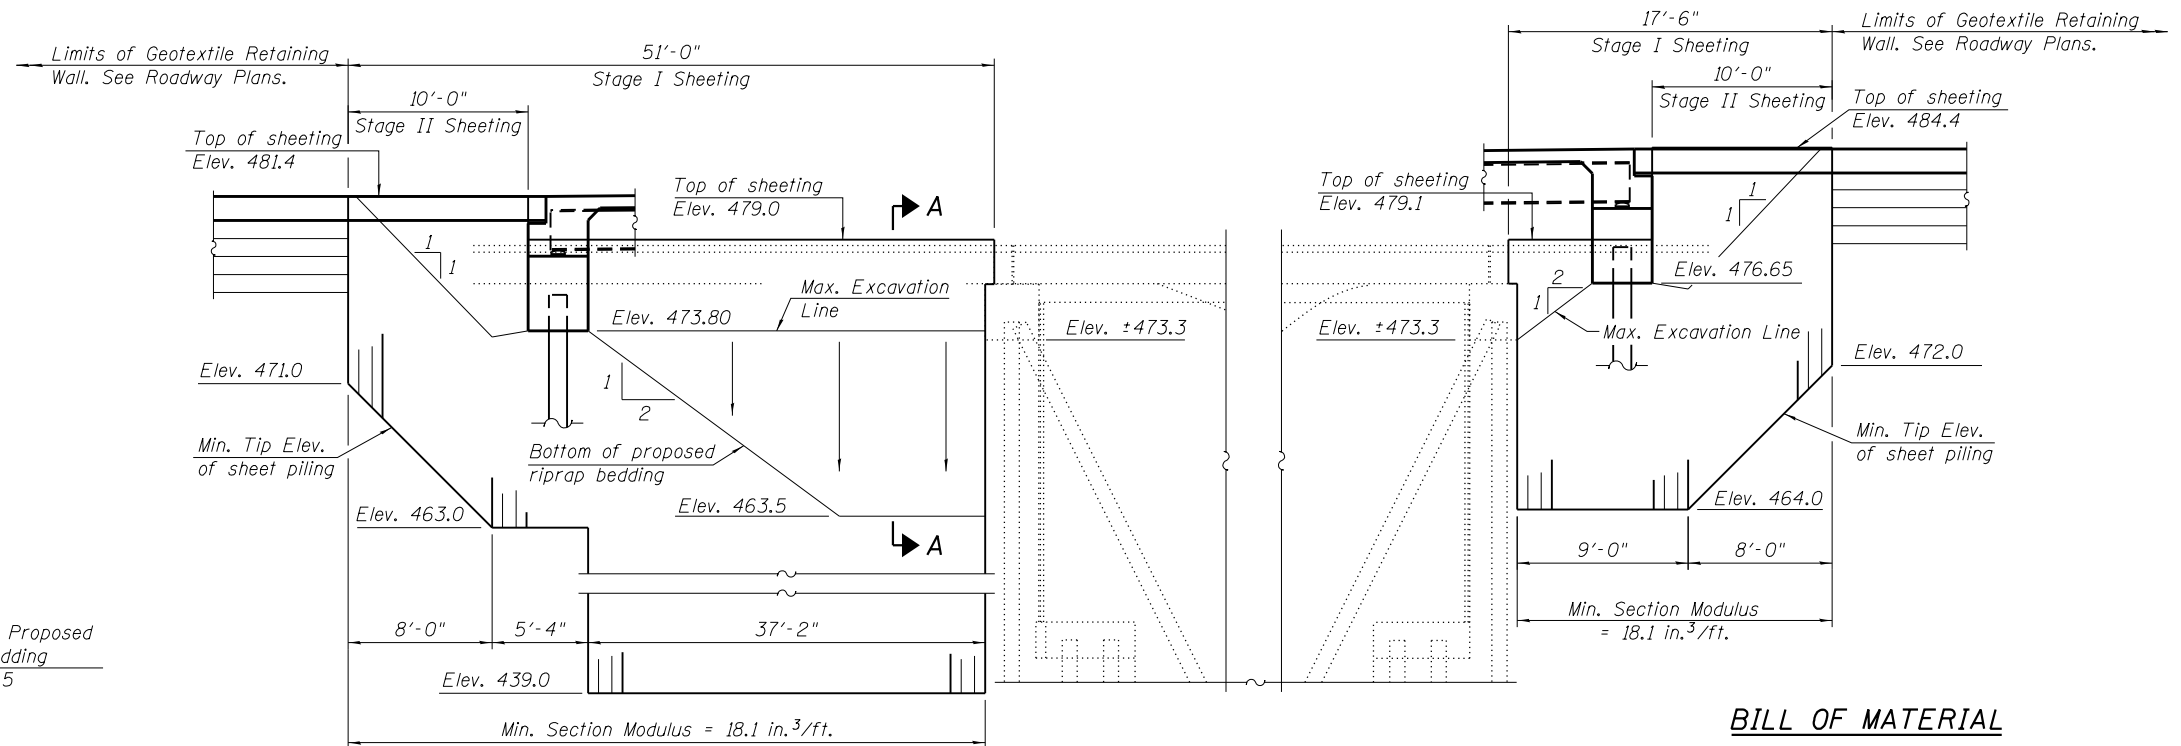 Limits of Geotextile Retaining
Wall. See Roadway Plans.
51'-0"
Stage I Sheeting
10'-0"
Stage II Sheeting
Top of sheeting
Elev. 481.4
Top of sheeting
Elev. 479.0
A
1
1
Max. Excavation
Line
Elev. 473.80
Elev. ±473.3
Elev. 471.0
1
2
Min. Tip Elev.
of sheet piling
Bottom of proposed
riprap bedding
Elev. 463.5
Elev. 463.0
A
8'-0"
5'-4"
37'-2"
Elev. 439.0
Min. Section Modulus = 18.1 in.³/ft.
Proposed
dding
5
17'-6"
Stage I Sheeting
Limits of Geotextile Retaining
Wall. See Roadway Plans.
10'-0"
Stage II Sheeting
Top of sheeting
Elev. 484.4
Top of sheeting
Elev. 479.1
1
1
Elev. 476.65
2
1
Elev. ±473.3
Max. Excavation Line
Elev. 472.0
Min. Tip Elev.
of sheet piling
Elev. 464.0
9'-0"
8'-0"
Min. Section Modulus
= 18.1 in.³/ft.
BILL OF MATERIAL